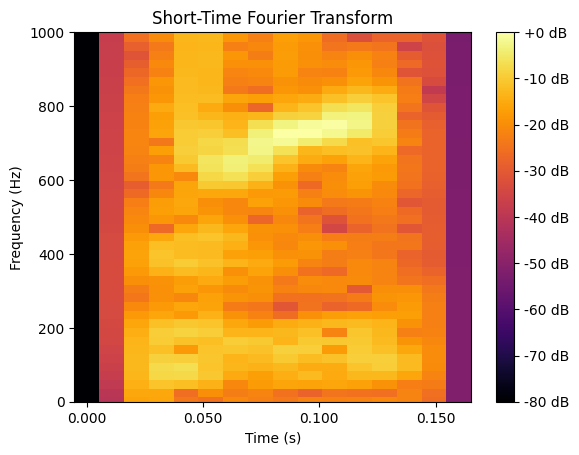 Short-Time Fourier Transform
1000
800
600
400
200
0
Frequency (Hz)
0.000
0.050
0.100
0.150
Time (s)
+0 dB
-10 dB
-20 dB
-30 dB
-40 dB
-50 dB
-60 dB
-70 dB
-80 dB